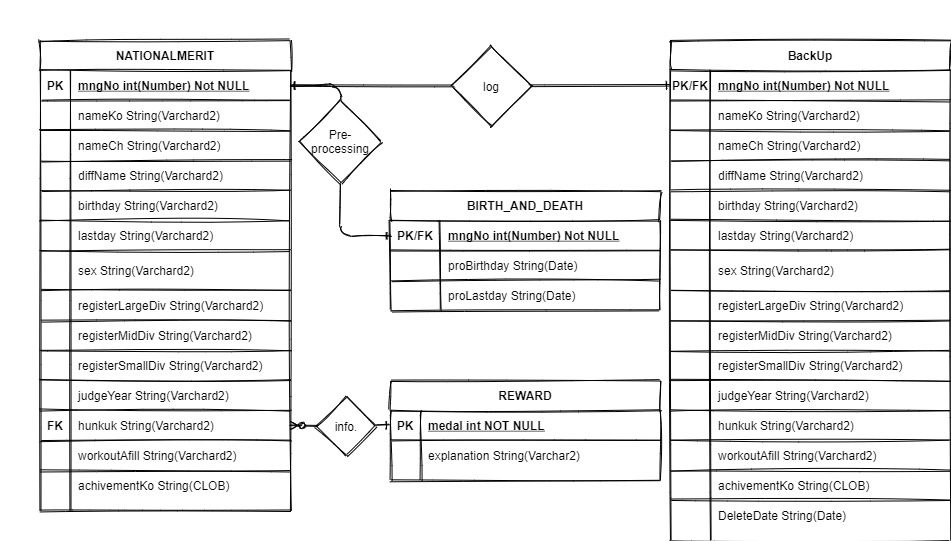 NATIONALMERIT
PK mngNo int(Number) Not NULL
nameKo String(Varchard2)
nameCh String(Varchard2)
diffName String(Varchard2)
birthday String(Varchard2)
lastday String(Varchard2)
sex String(Varchard2)
registerLargeDiv String(Varchard2)
registerMidDiv String(Varchard2)
registerSmallDiv String(Varchard2)
judgeYear String(Varchard2)
FK hunkuk String(Varchard2)
workoutAfill String(Varchard2)
achivementKo String(CLOB)
log
Pre-
processing
BIRTH_AND_DEATH
PK/FK mngNo int(Number) Not NULL
proBirthday String(Date)
proLastday String(Date)
info.
REWARD
PK medal int NOT NULL
explanation String(Varchar2)
BackUp
PK/FK mngNo int(Number) Not NULL
nameKo String(Varchard2)
nameCh String(Varchard2)
diffName String(Varchard2)
birthday String(Varchard2)
lastday String(Varchard2)
sex String(Varchard2)
registerLargeDiv String(Varchard2)
registerMidDiv String(Varchard2)
registerSmallDiv String(Varchard2)
judgeYear String(Varchard2)
hunkuk String(Varchard2)
workoutAfill String(Varchard2)
achivementKo String(CLOB)
DeleteDate String(Date)